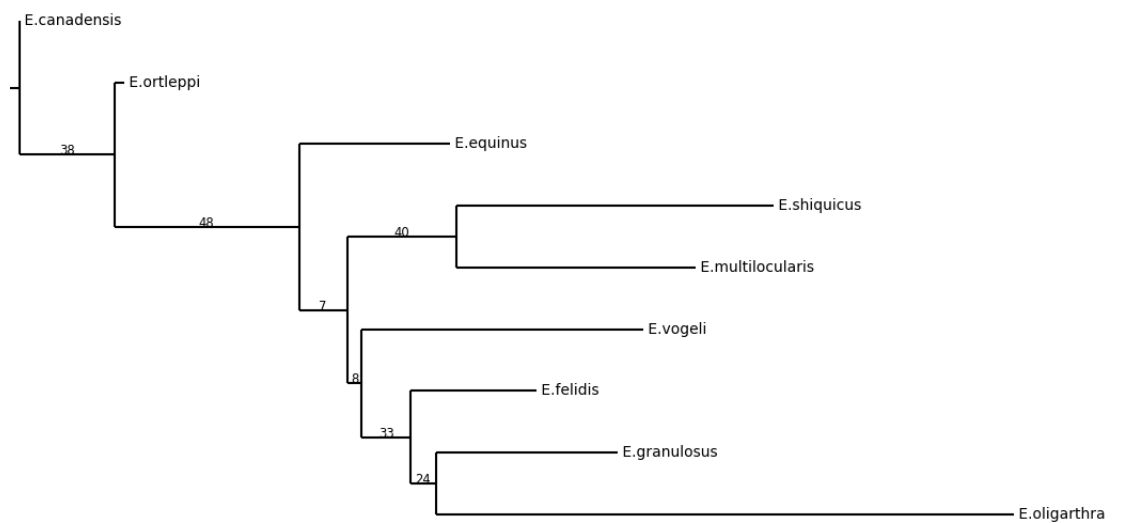 E.canadensis
E.ortleppi
E.equinus
38
E.shiquicus
48
40
E.multilocularis
7
E.vogeli
8
E.felidis
33
E.granulosus
24
E.oligarthra